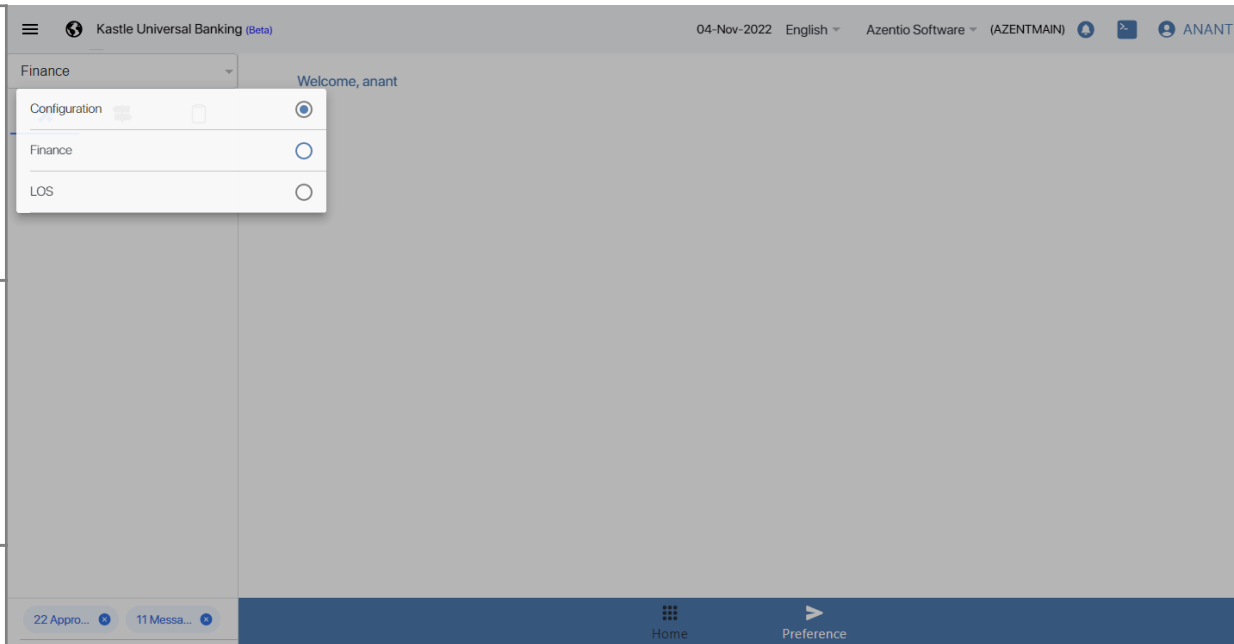 Kastle Universal Banking (Beta)
04-Nov-2022 English Azentio Software (AZENTMAIN) ANANT
Finance
Welcome, anant
Configuration
Finance
LOS
22 Appro... 11 Messa...
Home Preference